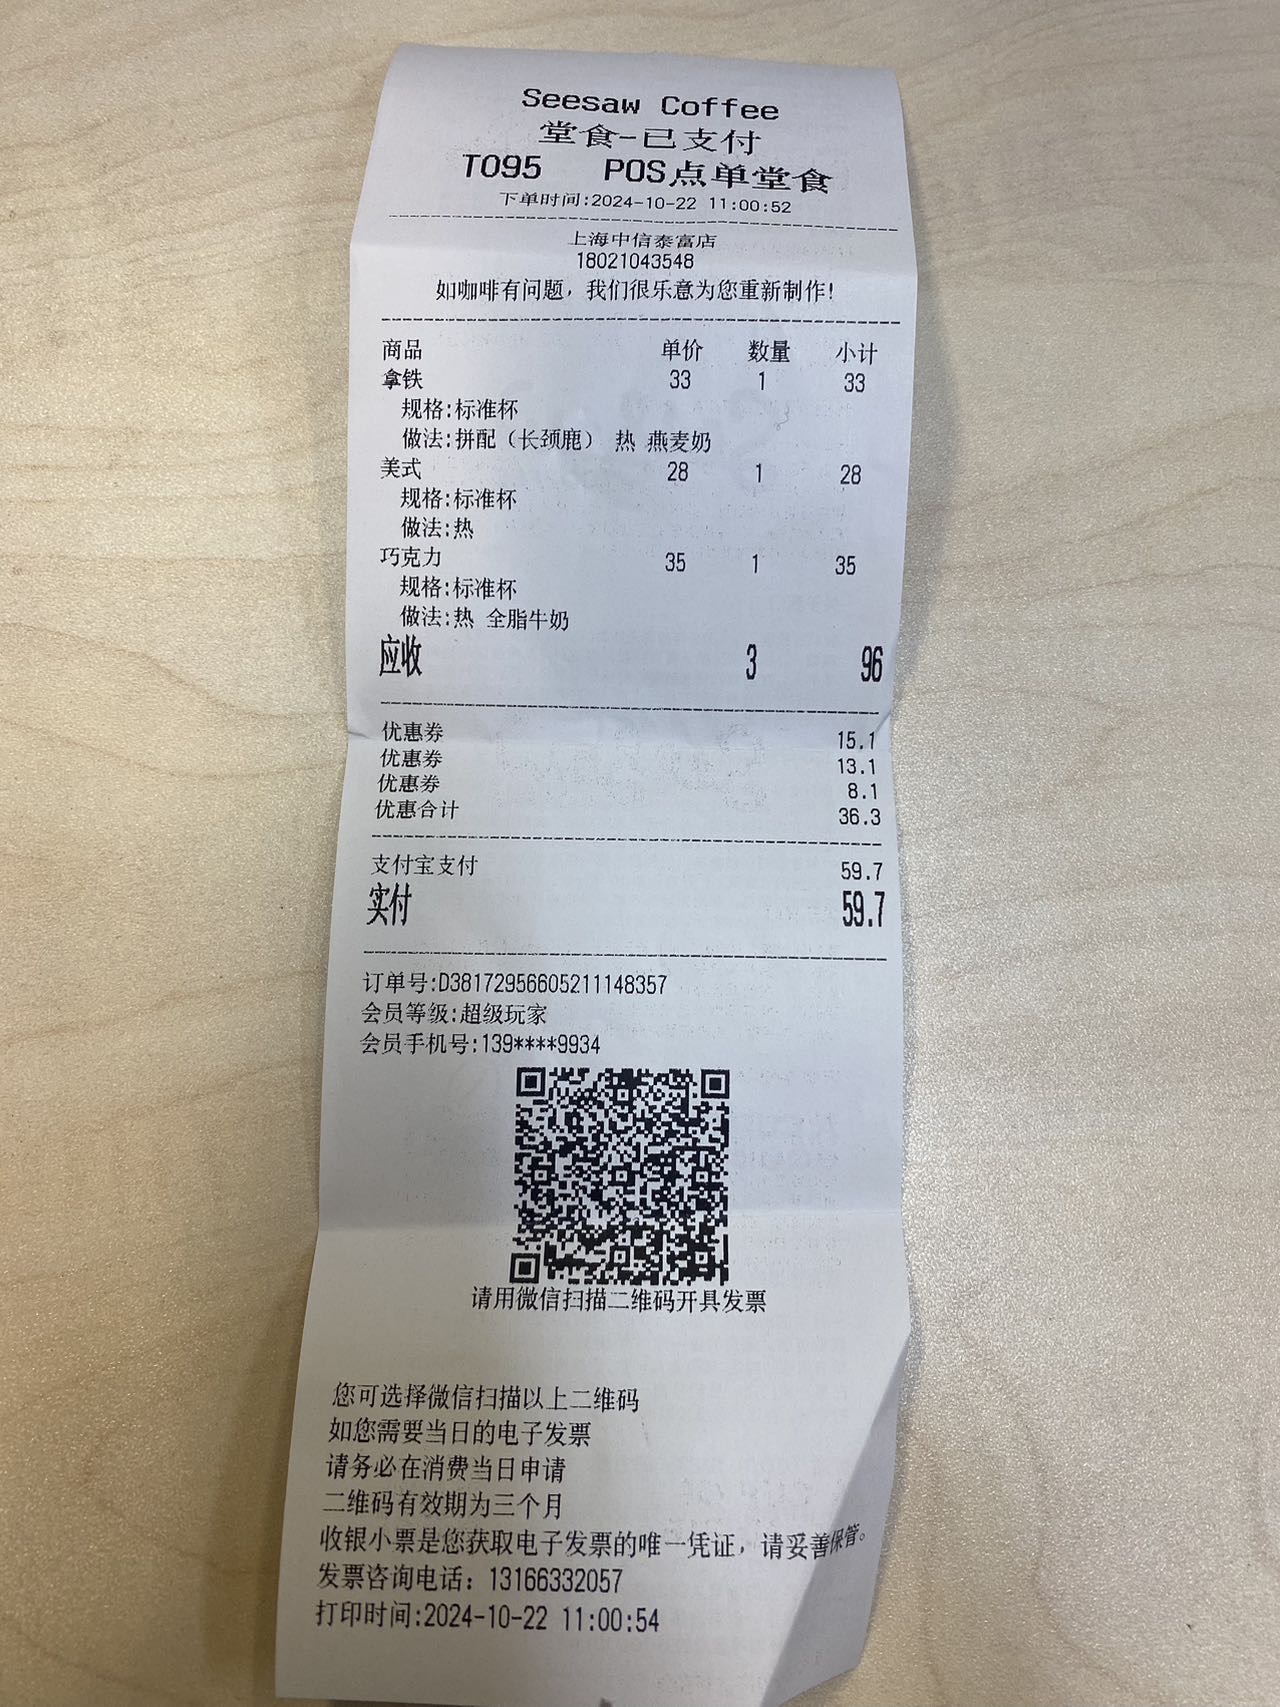 Seesaw Coffee
堂食-已支付
T095 POS点单堂食
下单时间:2024-10-22 11:00:52
上海中信泰富店
18021043548
如咖啡有问题，我们很乐意为您重新制作!
商品 单价 数量 小计
拿铁 33 1 33
规格:标准杯
做法:拼配（长颈鹿） 热 燕麦奶
美式 28 1 28
规格:标准杯
做法:热
巧克力 35 1 35
规格:标准杯
做法:热 全脂牛奶
应收 3 96
优惠券 15.1
优惠券 13.1
优惠券 8.1
优惠合计 36.3
支付宝支付 59.7
实付 59.7
订单号:D38172956605211148357
会员等级:超级玩家
会员手机号:139****9934
请用微信扫描二维码开具发票
您可选择微信扫描以上二维码
如您需要当日的电子发票
请务必在消费当日申请
二维码有效期为三个月
收银小票是您获取电子发票的唯一凭证，请妥善保管。
发票咨询电话：13166332057
打印时间:2024-10-22 11:00:54